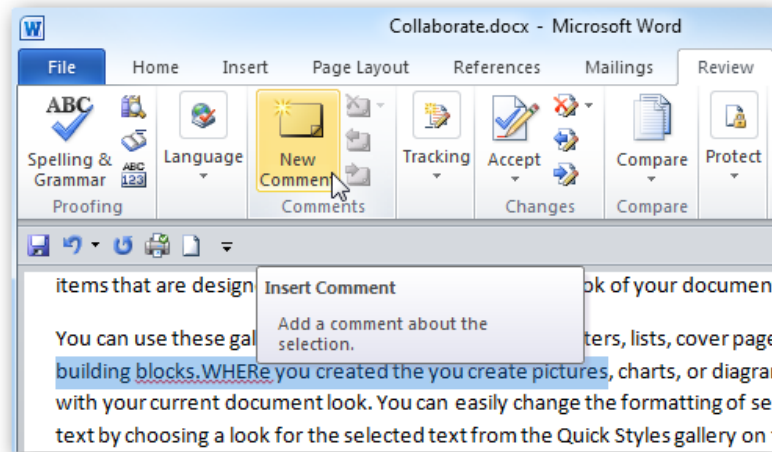 Collaborate.docx - Microsoft Word
File Home Insert Page Layout References Mailings Review
ABC
Spelling & Grammar
ABC 123
Language
New Comment
Tracking
Accept
Compare
Protect
Proofing Comments Changes Compare
items that are design
ok of your documen
Insert Comment
Add a comment about the
selection.
You can use these gal
ters, lists, cover page
building blocks.WHERe you created the you create pictures, charts, or diagra
with your current document look. You can easily change the formatting of se
text by choosing a look for the selected text from the Quick Styles gallery on